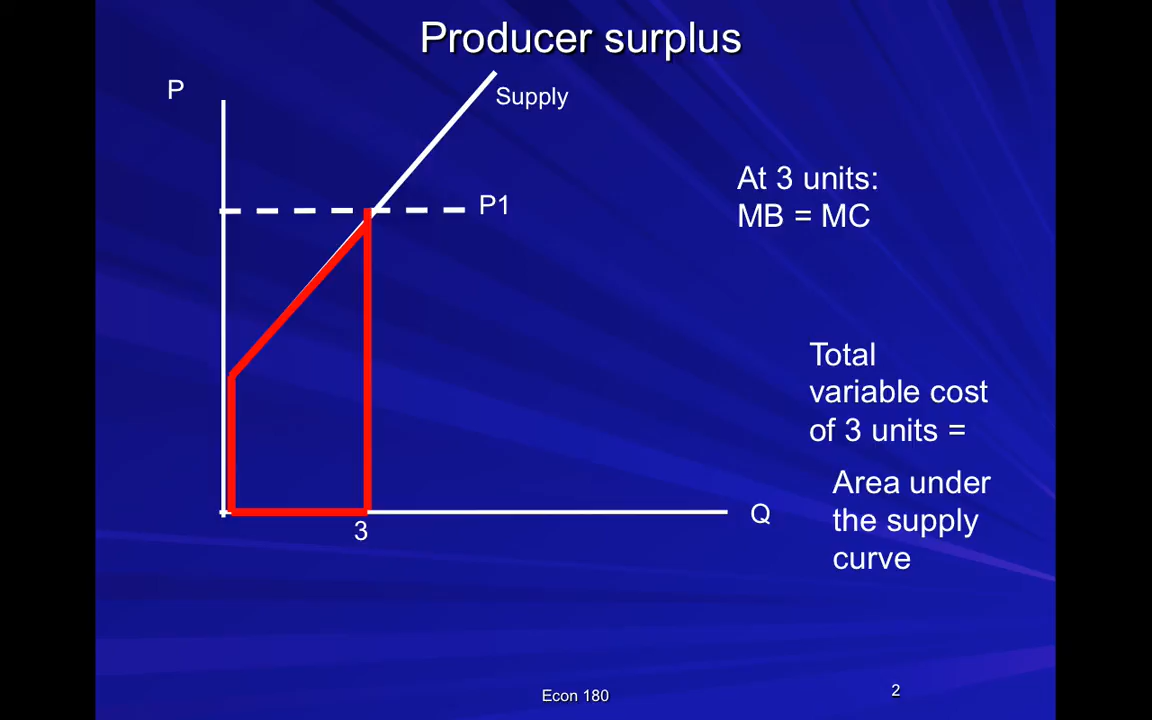 Producer surplus
P
Supply
P1
At 3 units:
MB = MC
Total
variable cost
of 3 units =
Area under
the supply
curve
Q
3
Econ 180
2